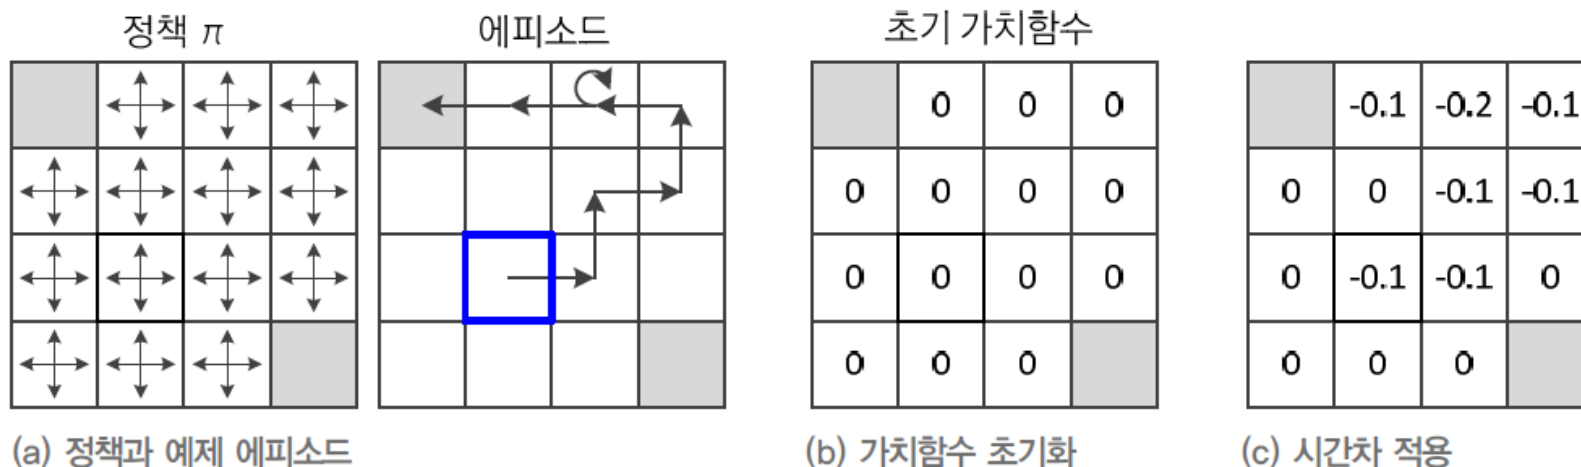 정책 π 에피소드 초기 가치함수
0 0 0 -0.1 -0.2 -0.1
0 0 0 0 0 0 -0.1 -0.1
0 0 0 0 0 -0.1 -0.1 0
0 0 0 0 0 0
(a) 정책과 예제 에피소드 (b) 가치함수 초기화 (c) 시간차 적용